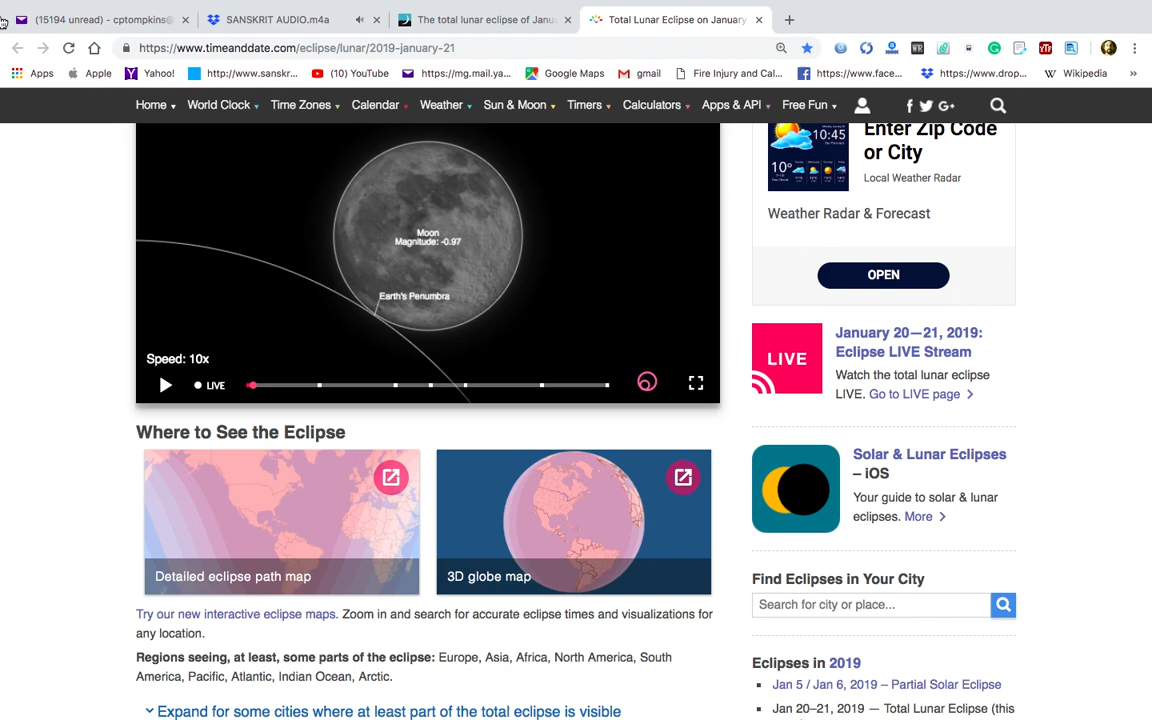 (15194 unread) - cptompkins@
SANSKRIT AUDIO.m4a
The total lunar eclipse of Janu
Total Lunar Eclipse on January
https://www.timeanddate.com/eclipse/lunar/2019-january-21
Apps
Apple
Yahoo!
http://www.sanskr...
(10) YouTube
https://mg.mail.ya...
Google Maps
gmail
Fire Injury and Cal...
https://www.face...
https://www.drop...
Wikipedia
Home
World Clock
Time Zones
Calendar
Weather
Sun & Moon
Timers
Calculators
Apps & API
Free Fun
Moon
Magnitude: -0.97
Earth's Penumbra
Speed: 10x
LIVE
10:45
10°
Enter Zip Code
or City
Local Weather Radar
Weather Radar & Forecast
OPEN
LIVE
January 20—21, 2019:
Eclipse LIVE Stream
Watch the total lunar eclipse
LIVE. Go to LIVE page
Where to See the Eclipse
Detailed eclipse path map
3D globe map
Solar & Lunar Eclipses
– iOS
Your guide to solar & lunar
eclipses. More
Try our new interactive eclipse maps. Zoom in and search for accurate eclipse times and visualizations for
any location.
Regions seeing, at least, some parts of the eclipse: Europe, Asia, Africa, North America, South
America, Pacific, Atlantic, Indian Ocean, Arctic.
Expand for some cities where at least part of the total eclipse is visible
Find Eclipses in Your City
Search for city or place...
Eclipses in 2019
Jan 5 / Jan 6, 2019 – Partial Solar Eclipse
Jan 20–21, 2019 — Total Lunar Eclipse (this